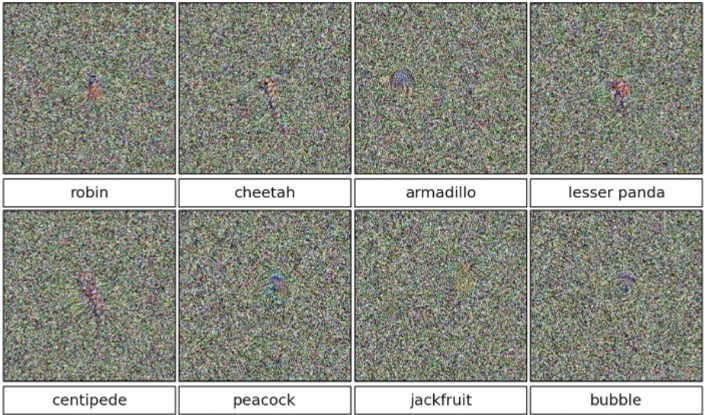 robin
cheetah
armadillo
lesser panda
centipede
peacock
jackfruit
bubble